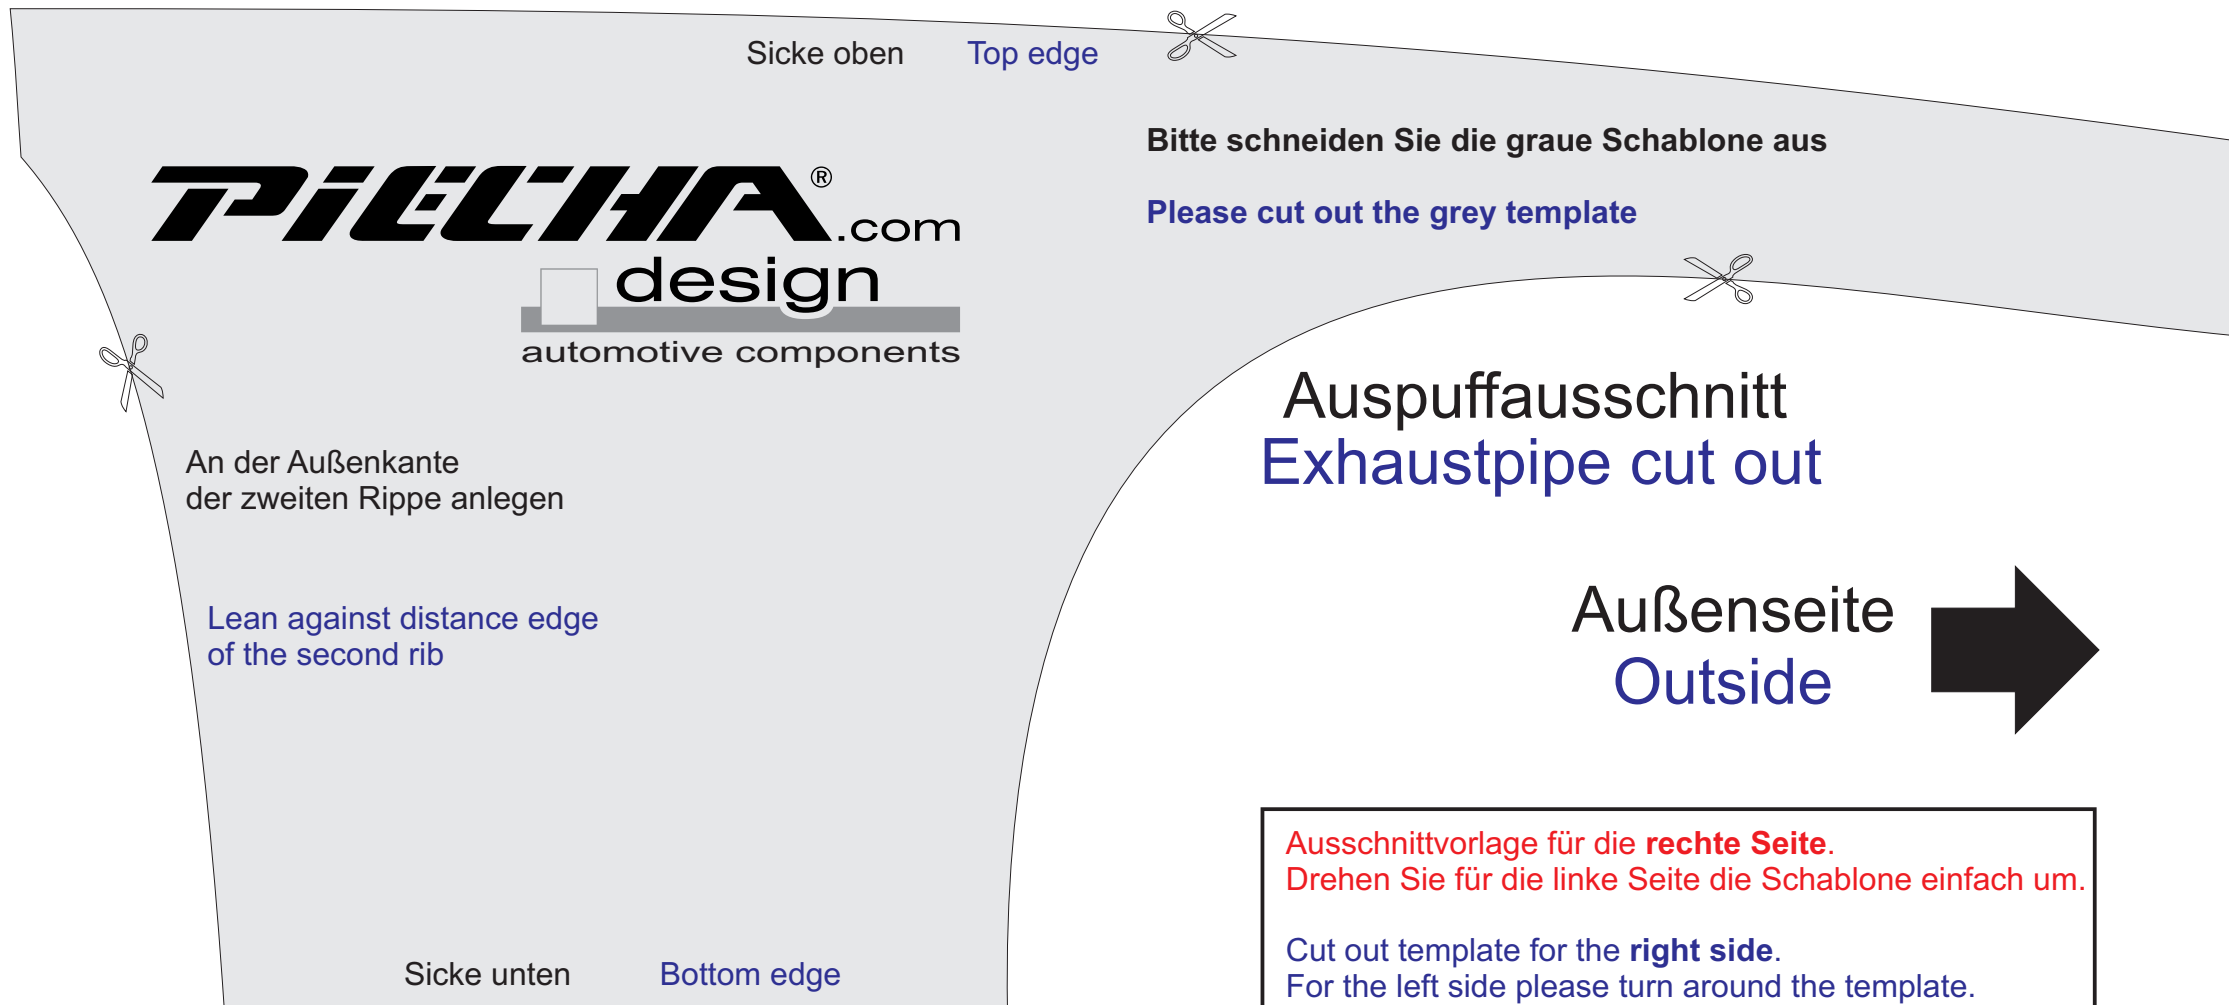 Sicke oben Top edge
Bitte schneiden Sie die graue Schablone aus
Please cut out the grey template
PiECHA®.com
design
automotive components
Auspuffausschnitt
Exhaustpipe cut out
An der Außenkante
der zweiten Rippe anlegen
Lean against distance edge
of the second rib
Außenseite
Outside
Ausschnittvorlage für die rechte Seite.
Drehen Sie für die linke Seite die Schablone einfach um.
Cut out template for the right side.
For the left side please turn around the template.
Sicke unten Bottom edge